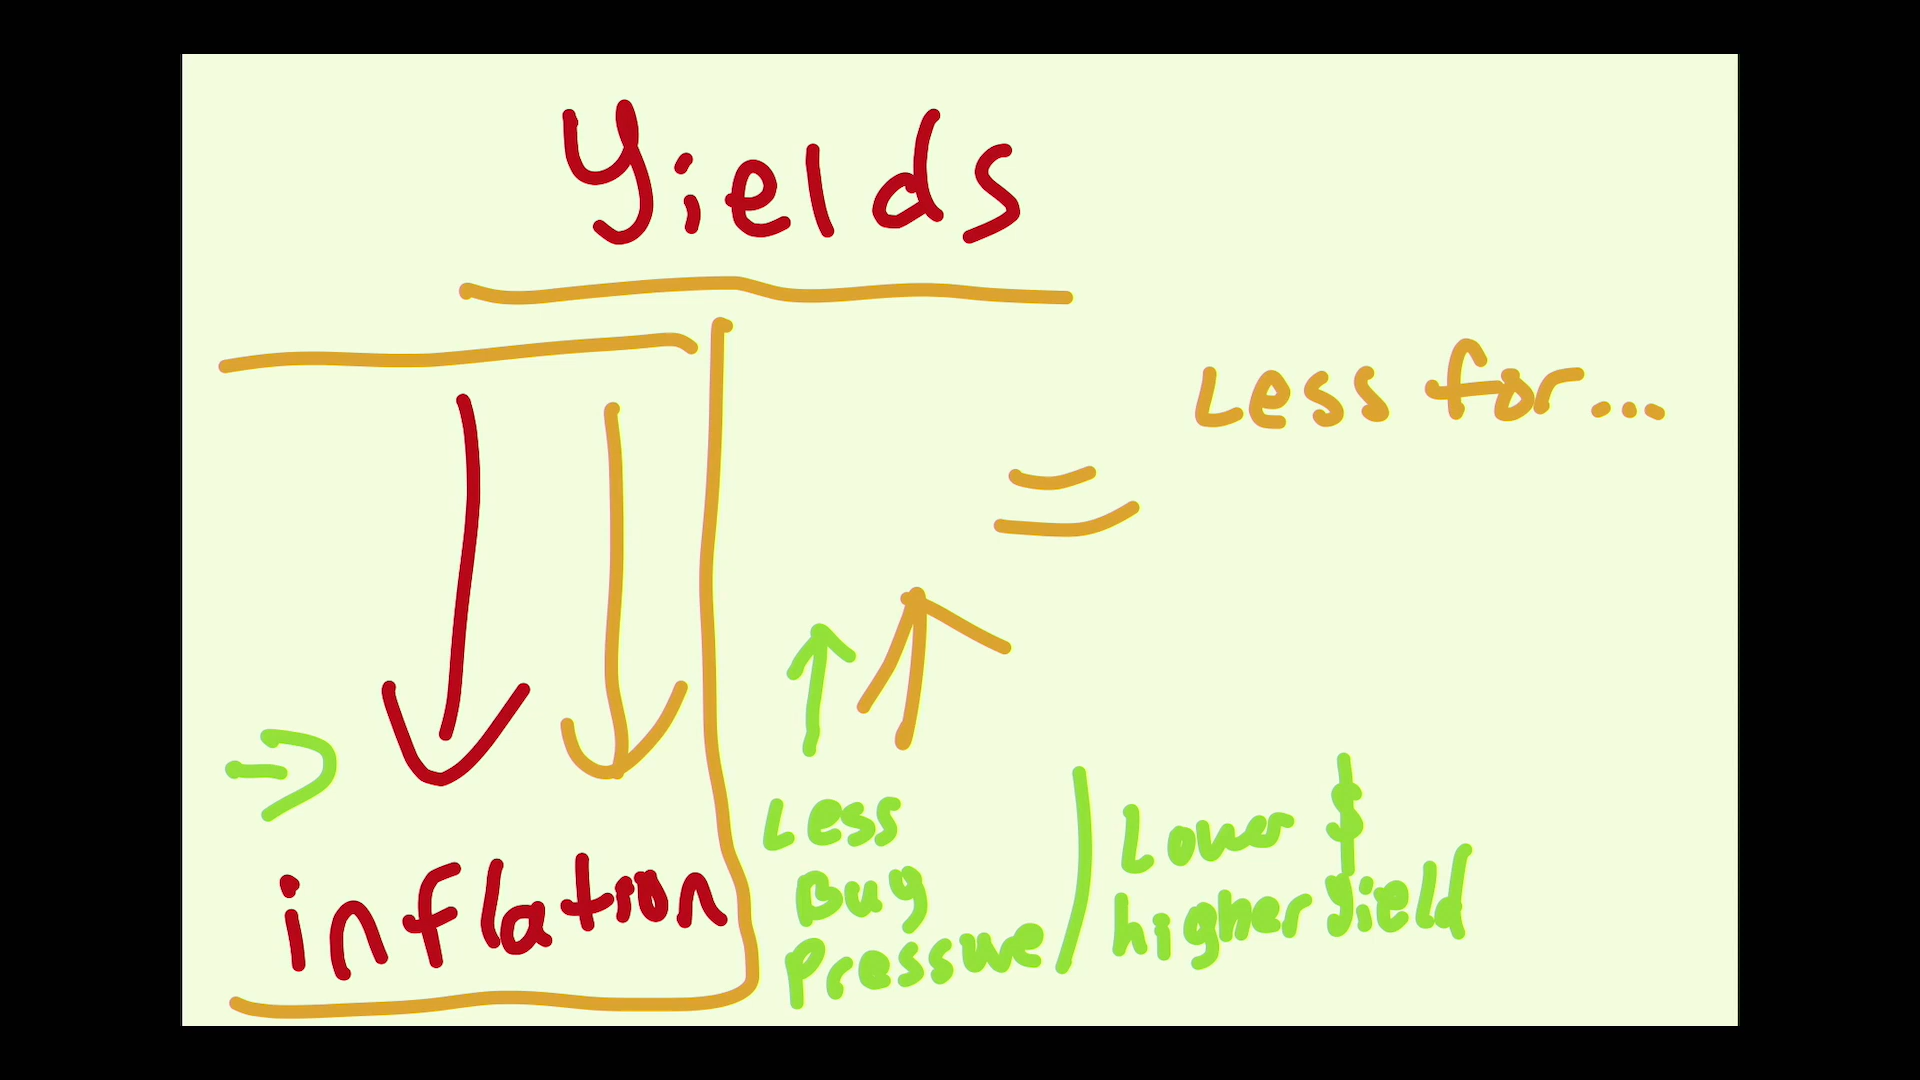 Yields
Less for...
=
inflation
Less
Buy
Pressure
Lower $
higher Yield